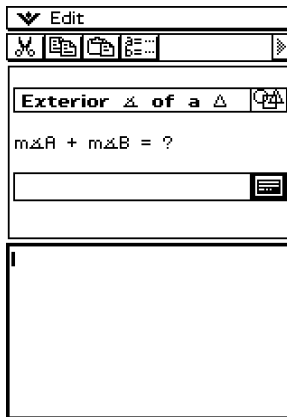 Edit
Exterior ∡ of a △
m∡A + m∡B = ?